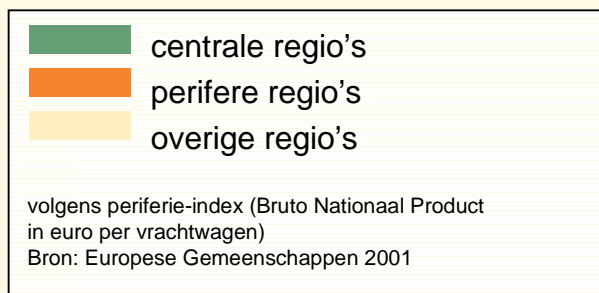 centrale regio's
perifere regio's
overige regio's
volgens periferie-index (Bruto Nationaal Product
in euro per vrachtwagen)
Bron: Europese Gemeenschappen 2001